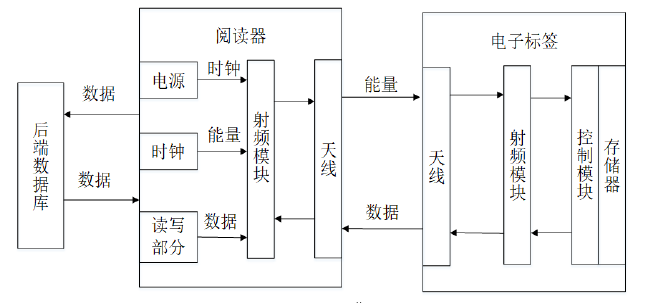 阅读器
电子标签
电源
时钟
能量
数据
后端数据库
时钟
能量
射频模块
天线
天线
射频模块
控制模块
存储器
数据
读写
部分
数据
数据